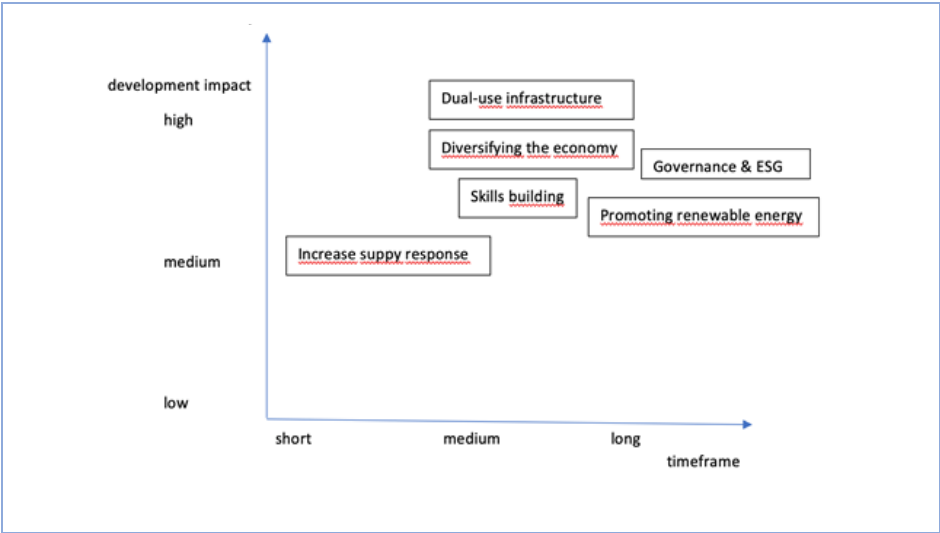 development impact
high
Dual-use infrastructure
Diversifying the economy
Governance & ESG
Skills building
Promoting renewable energy
Increase suppy response
medium
low
short
medium
long
timeframe